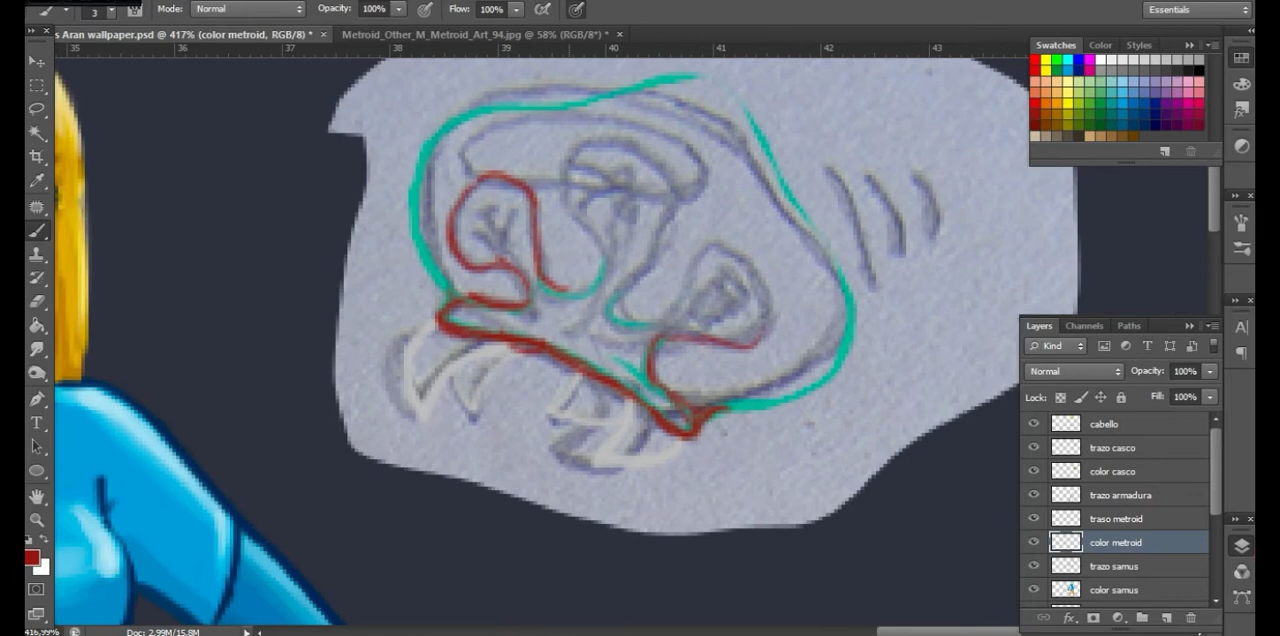 3 Mode: Normal Opacity: 100% Flow: 100% Essentials
s Aran wallpaper.psd @ 417% (color metroid, RGB/8) * × Metroid_Other_M_Metroid_Art_94.jpg @ 58% (RGB/8*) * ×
35 36 37 38 39 40 41 42 43
Swatches Color Styles
Layers Channels Paths
Kind
Normal Opacity: 100%
Lock: Fill: 100%
cabello
trazo casco
color casco
trazo armadura
traso metroid
color metroid
trazo samus
color samus
416,99% Doc: 2.99M/15.8M